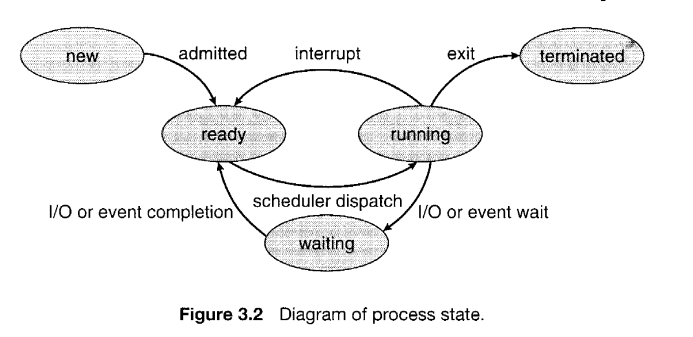 new
admitted
interrupt
exit
terminated
ready
running
scheduler dispatch
I/O or event completion
I/O or event wait
waiting
Figure 3.2 Diagram of process state.